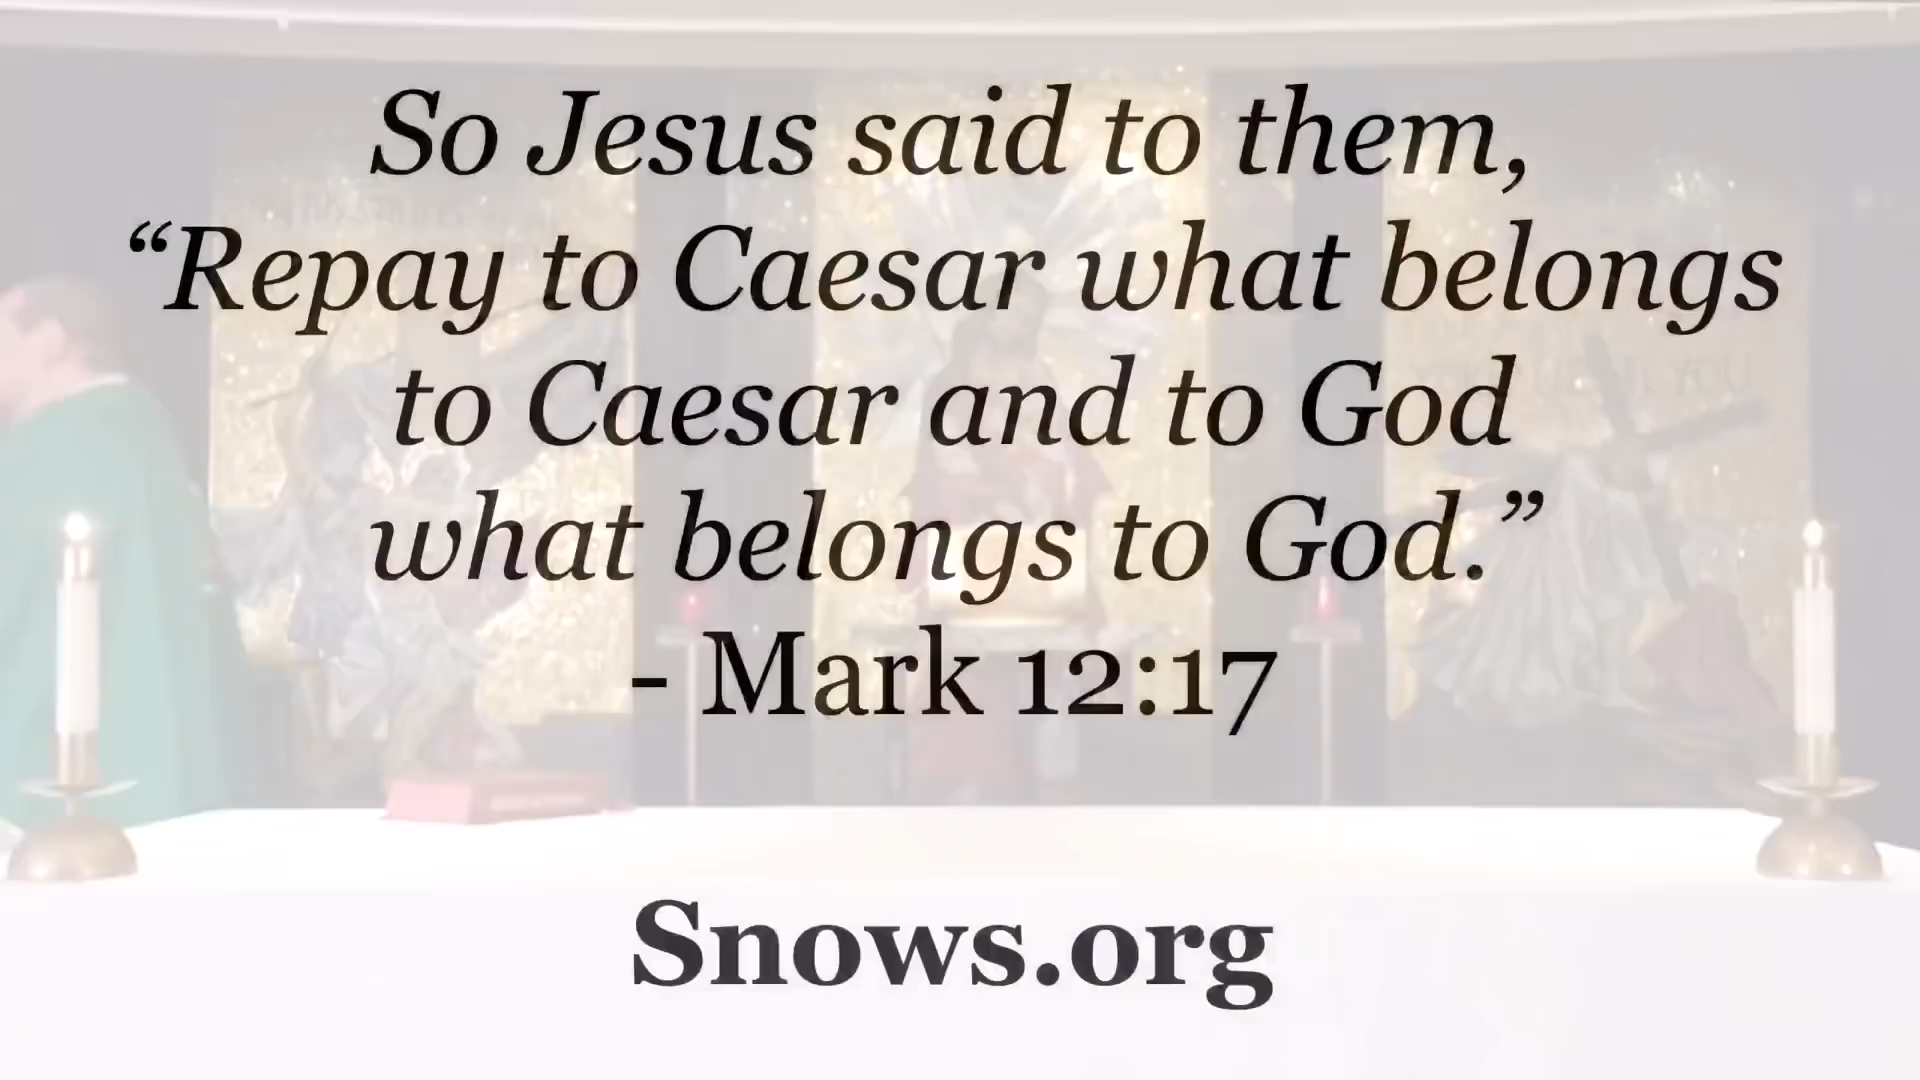 So Jesus said to them,
“Repay to Caesar what belongs
to Caesar and to God
what belongs to God.”
- Mark 12:17
YOU
Snows.org